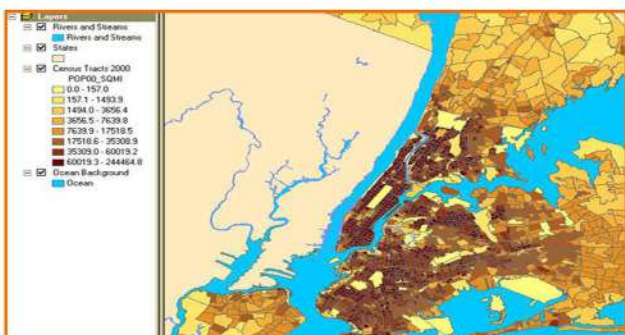 Layers
Rivers and Streams
Rivers and Streams
States
Census Tracts 2000
POP00_SQMI
0.0 - 157.0
157.1 - 1493.9
1494.0 - 3656.4
3656.5 - 7639.8
7639.9 - 17518.5
17518.6 - 35308.9
35309.0 - 60019.2
60019.3 - 244464.8
Ocean Background
Ocean